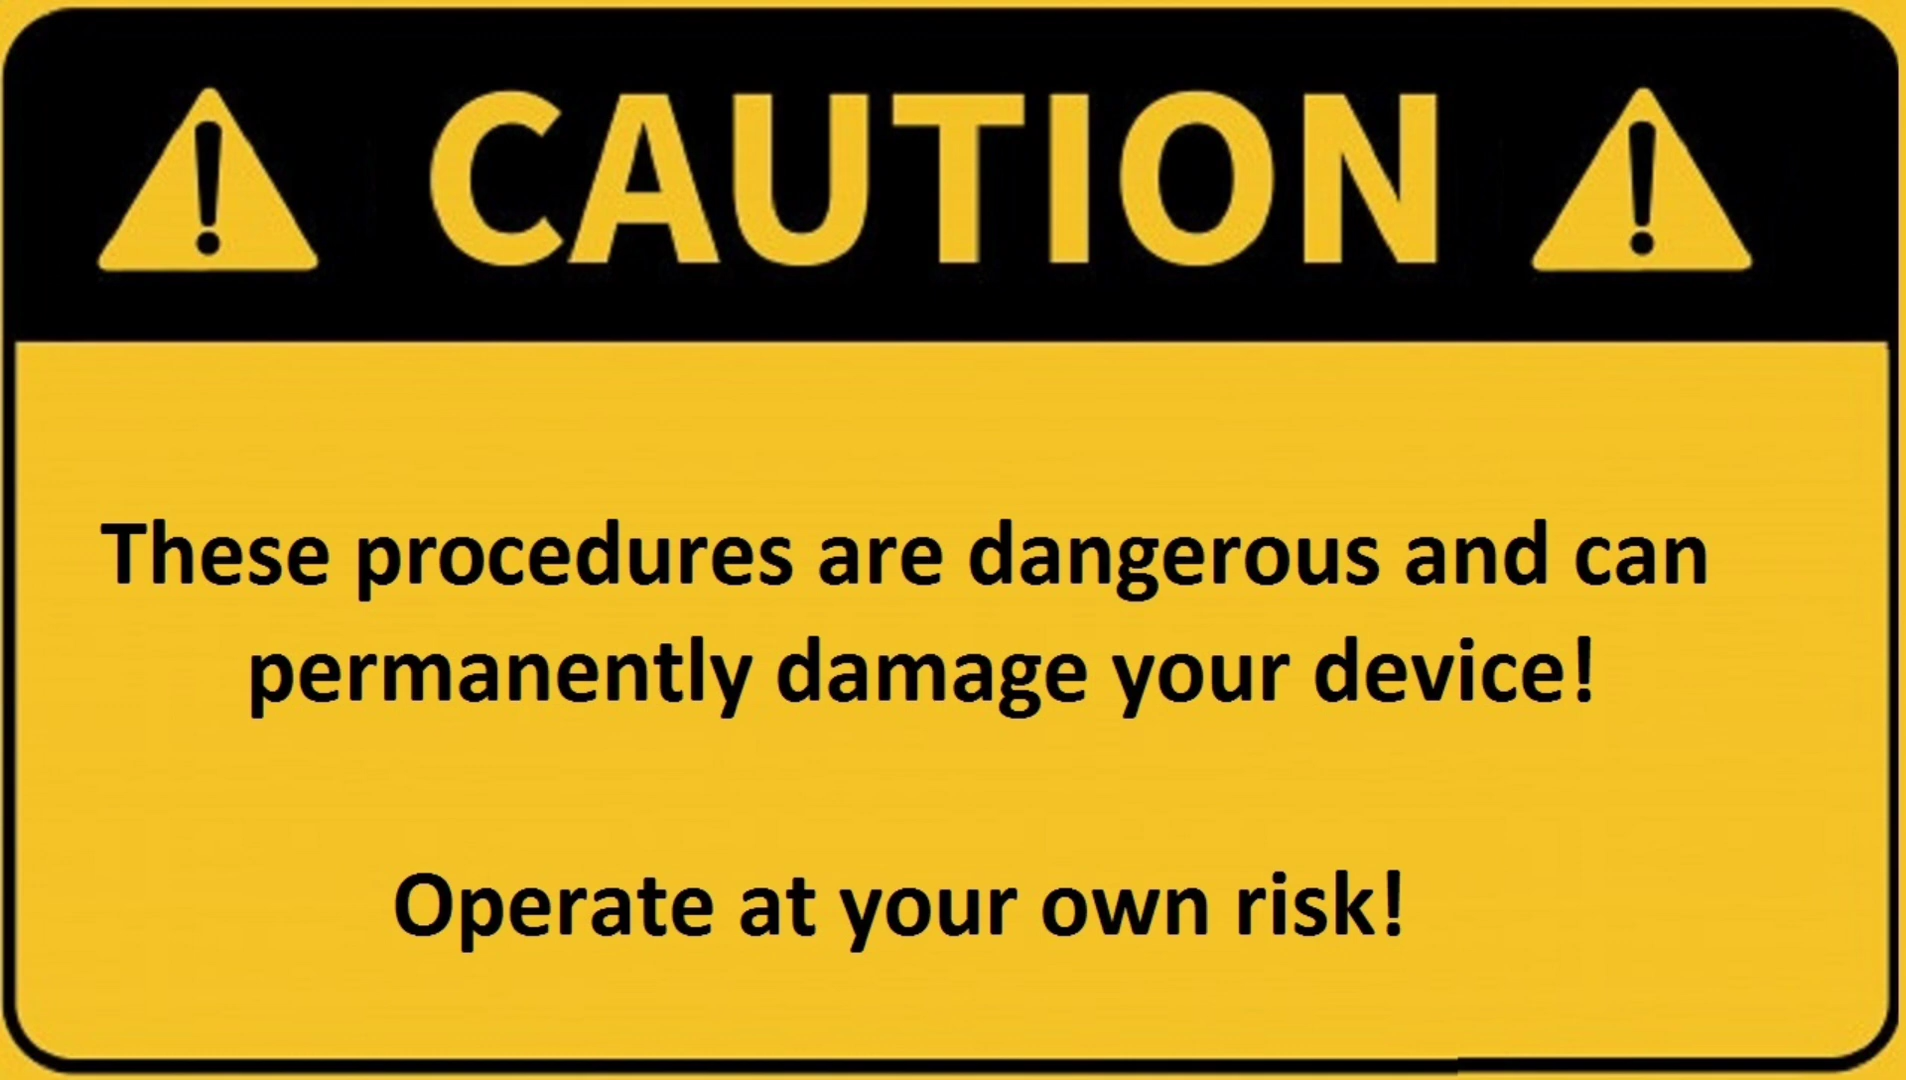 CAUTION
These procedures are dangerous and can
permanently damage your device!
Operate at your own risk!